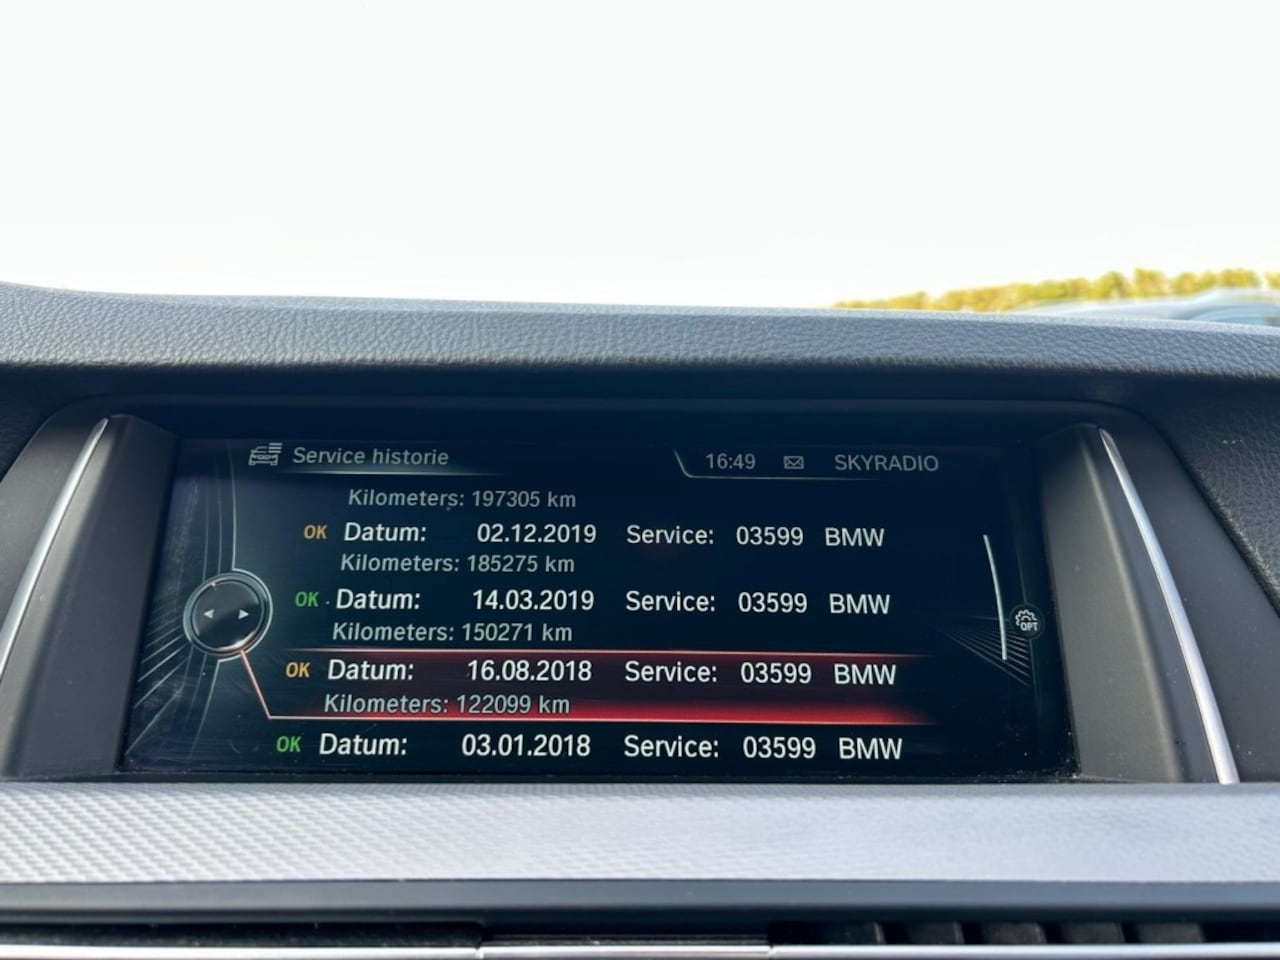 Service historie 16:49 SKYRADIO
Kilometers: 197305 km
OK Datum: 02.12.2019 Service: 03599 BMW
Kilometers: 185275 km
OK Datum: 14.03.2019 Service: 03599 BMW
Kilometers: 150271 km
OPT
OK Datum: 16.08.2018 Service: 03599 BMW
Kilometers: 122099 km
OK Datum: 03.01.2018 Service: 03599 BMW